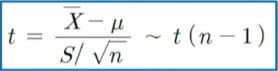 t = (X̅ − μ) / (S/ √n) ~ t (n − 1)